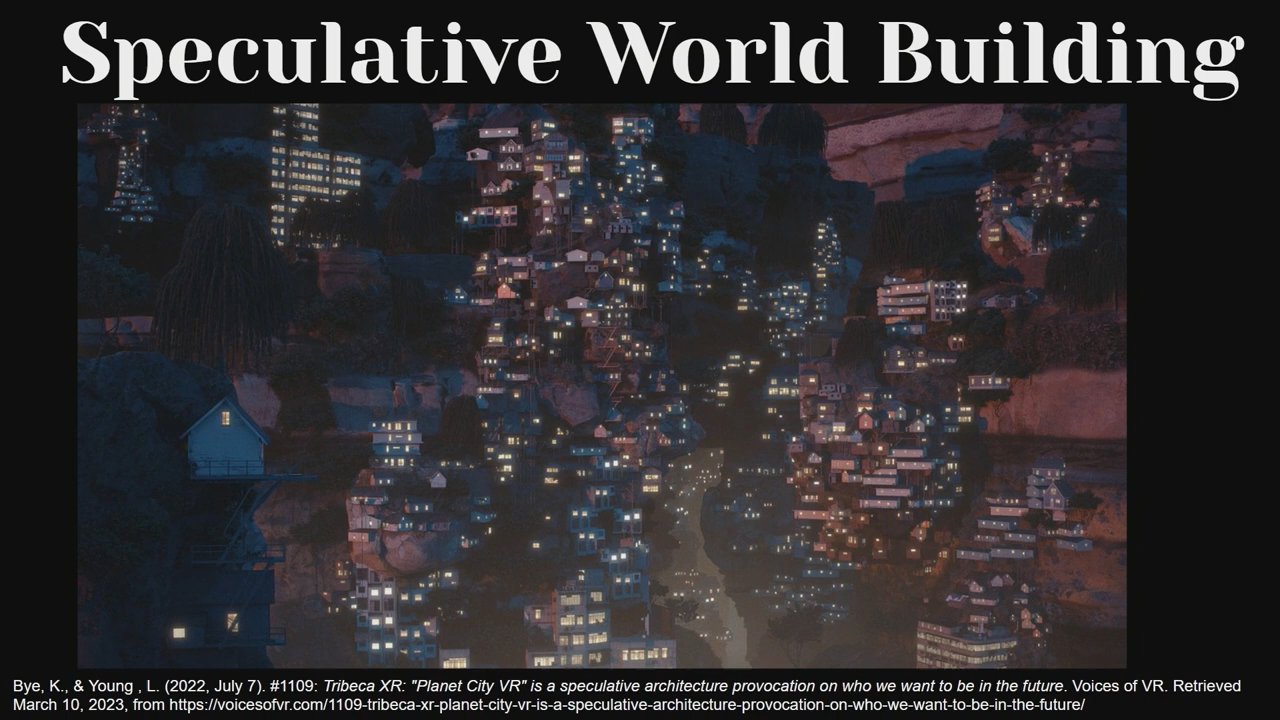 Speculative World Building
Bye, K., & Young , L. (2022, July 7). #1109: Tribeca XR: "Planet City VR" is a speculative architecture provocation on who we want to be in the future. Voices of VR. Retrieved
March 10, 2023, from https://voicesofvr.com/1109-tribeca-xr-planet-city-vr-is-a-speculative-architecture-provocation-on-who-we-want-to-be-in-the-future/